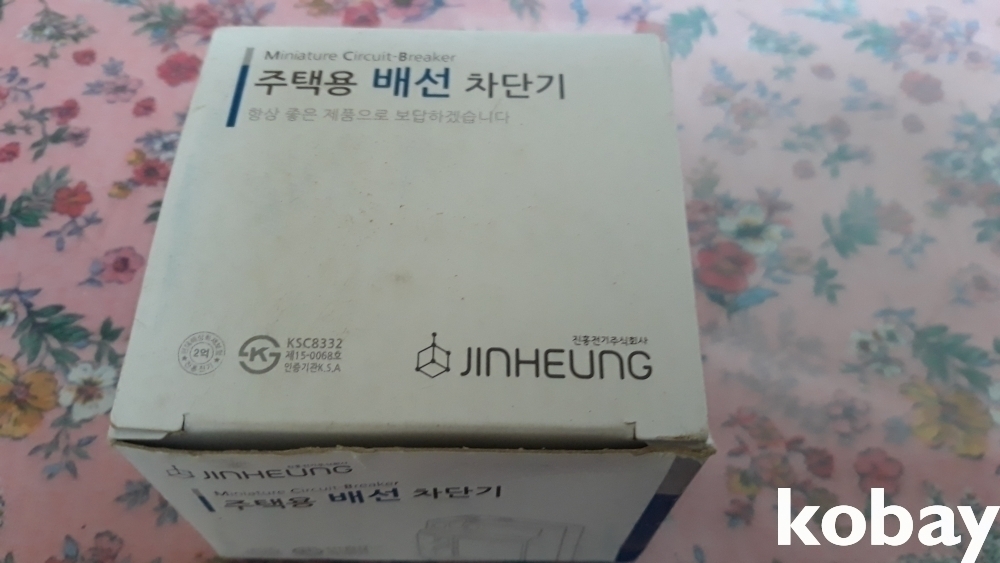 Miniature Circuit-Breaker
주택용 배선 차단기
항상 좋은 제품으로 보답하겠습니다
2억
KSC8332
제15-0068호
인증기관K.S.A
진흥전기주식회사
JINHEUNG
JINHEUNG
Miniature Circuit-Breaker
주택용 배선 차단기
kobay